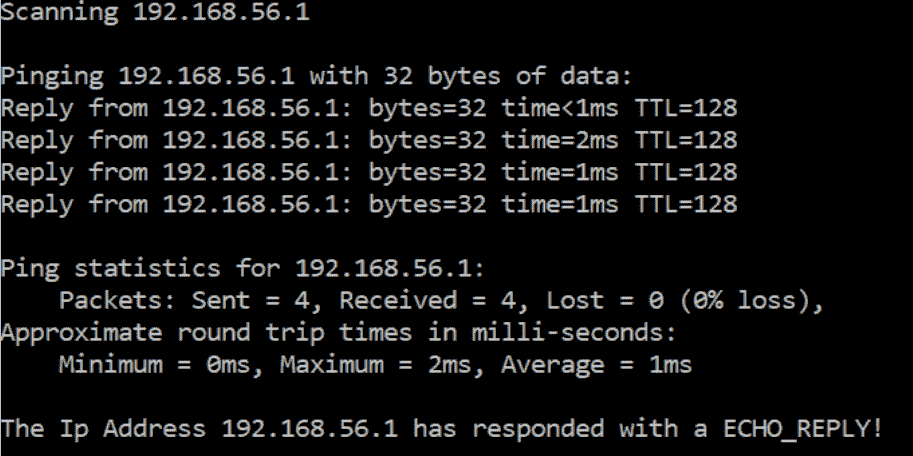 Scanning 192.168.56.1
Pinging 192.168.56.1 with 32 bytes of data:
Reply from 192.168.56.1: bytes=32 time<1ms TTL=128
Reply from 192.168.56.1: bytes=32 time=2ms TTL=128
Reply from 192.168.56.1: bytes=32 time=1ms TTL=128
Reply from 192.168.56.1: bytes=32 time=1ms TTL=128
Ping statistics for 192.168.56.1:
    Packets: Sent = 4, Received = 4, Lost = 0 (0% loss),
Approximate round trip times in milli-seconds:
    Minimum = 0ms, Maximum = 2ms, Average = 1ms
The Ip Address 192.168.56.1 has responded with a ECHO_REPLY!